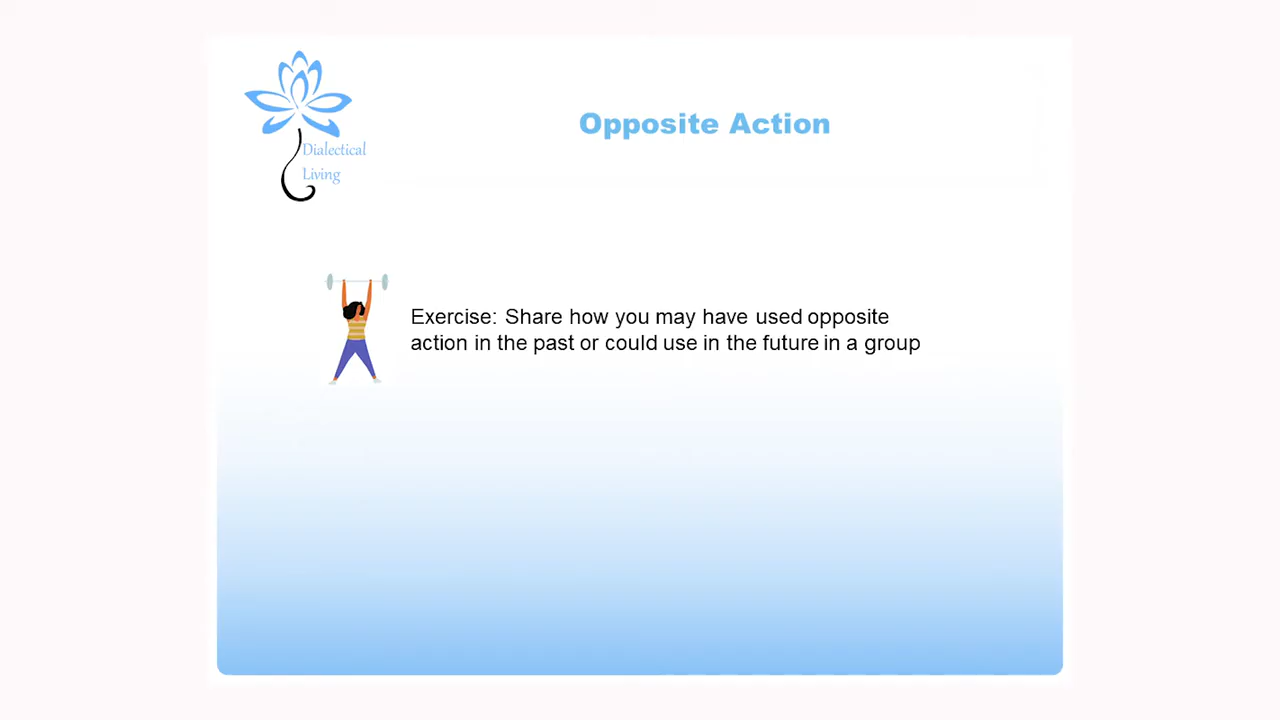 Dialectical
Living
Opposite Action
Exercise: Share how you may have used opposite
action in the past or could use in the future in a group